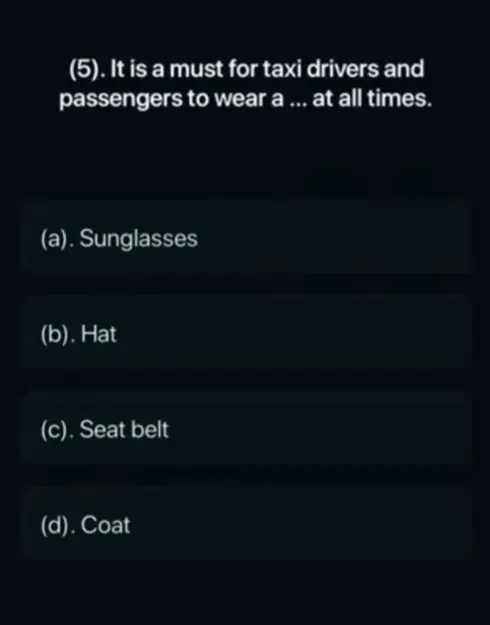 (5). It is a must for taxi drivers and
passengers to wear a ... at all times.
(a). Sunglasses
(b). Hat
(c). Seat belt
(d). Coat